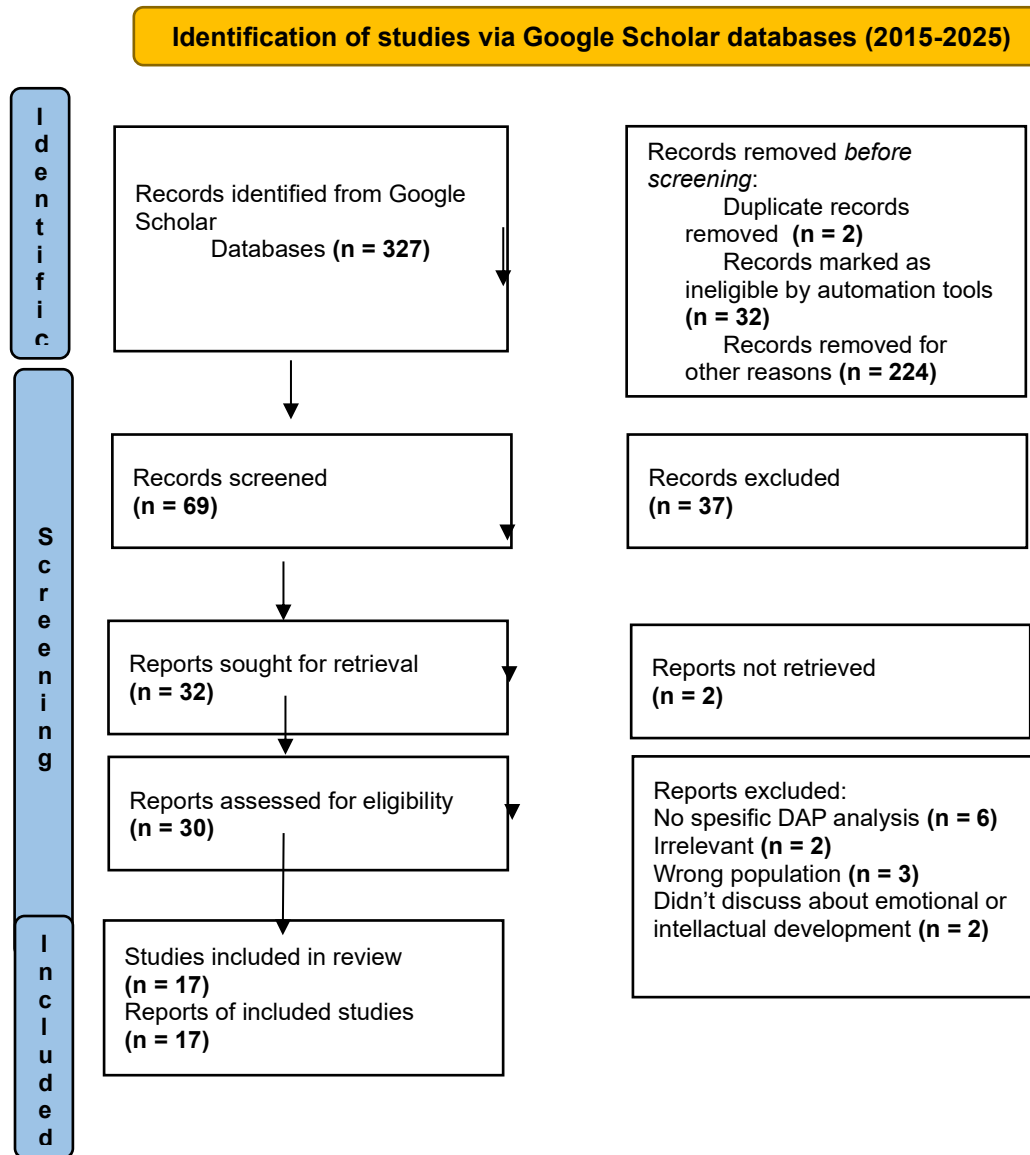 Identification of studies via Google Scholar databases (2015-2025)
Identific
Records identified from Google
Scholar
Databases (n = 327)
Records removed before
screening:
Duplicate records
removed (n = 2)
Records marked as
ineligible by automation tools
(n = 32)
Records removed for
other reasons (n = 224)
Screening
Records screened
(n = 69)
Records excluded
(n = 37)
Reports sought for retrieval
(n = 32)
Reports not retrieved
(n = 2)
Reports assessed for eligibility
(n = 30)
Reports excluded:
No spesific DAP analysis (n = 6)
Irrelevant (n = 2)
Wrong population (n = 3)
Didn't discuss about emotional or
intellactual development (n = 2)
Included
Studies included in review
(n = 17)
Reports of included studies
(n = 17)